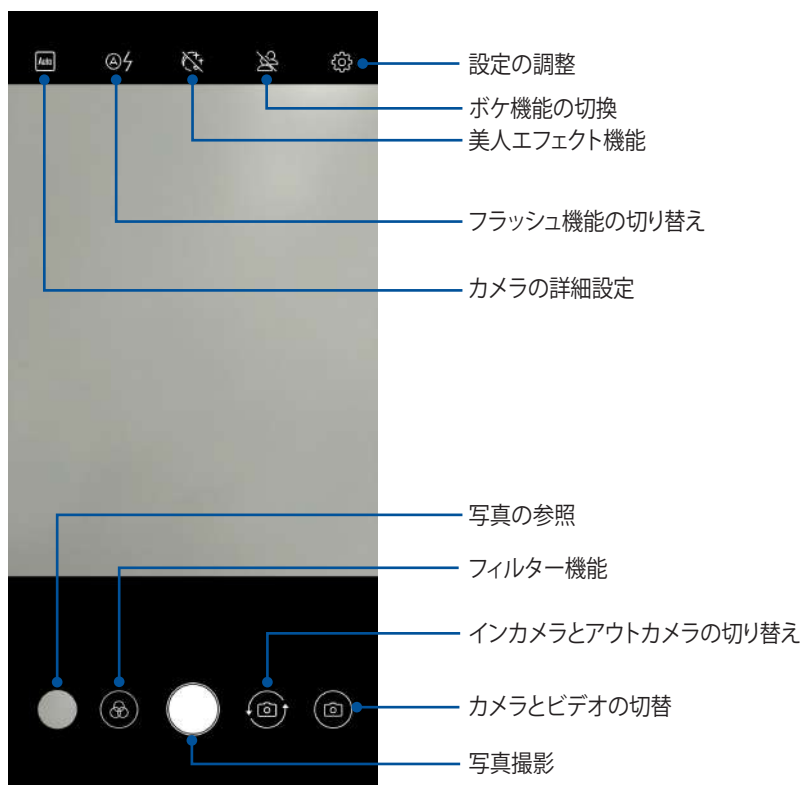 Auto
設定の調整
ボケ機能の切換
美人エフェクト機能
A
フラッシュ機能の切り替え
カメラの詳細設定
写真の参照
フィルター機能
インカメラとアウトカメラの切り替え
カメラとビデオの切替
写真撮影